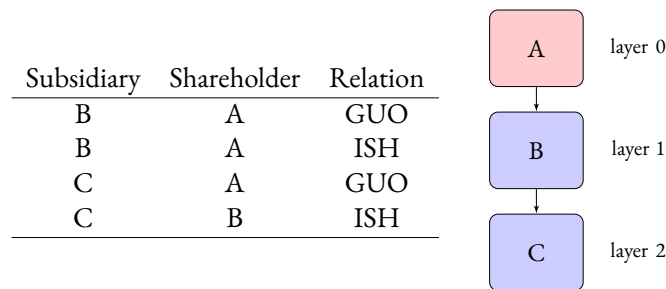 Subsidiary Shareholder Relation
B A GUO
B A ISH
C A GUO
C B ISH
A layer 0
B layer 1
C layer 2